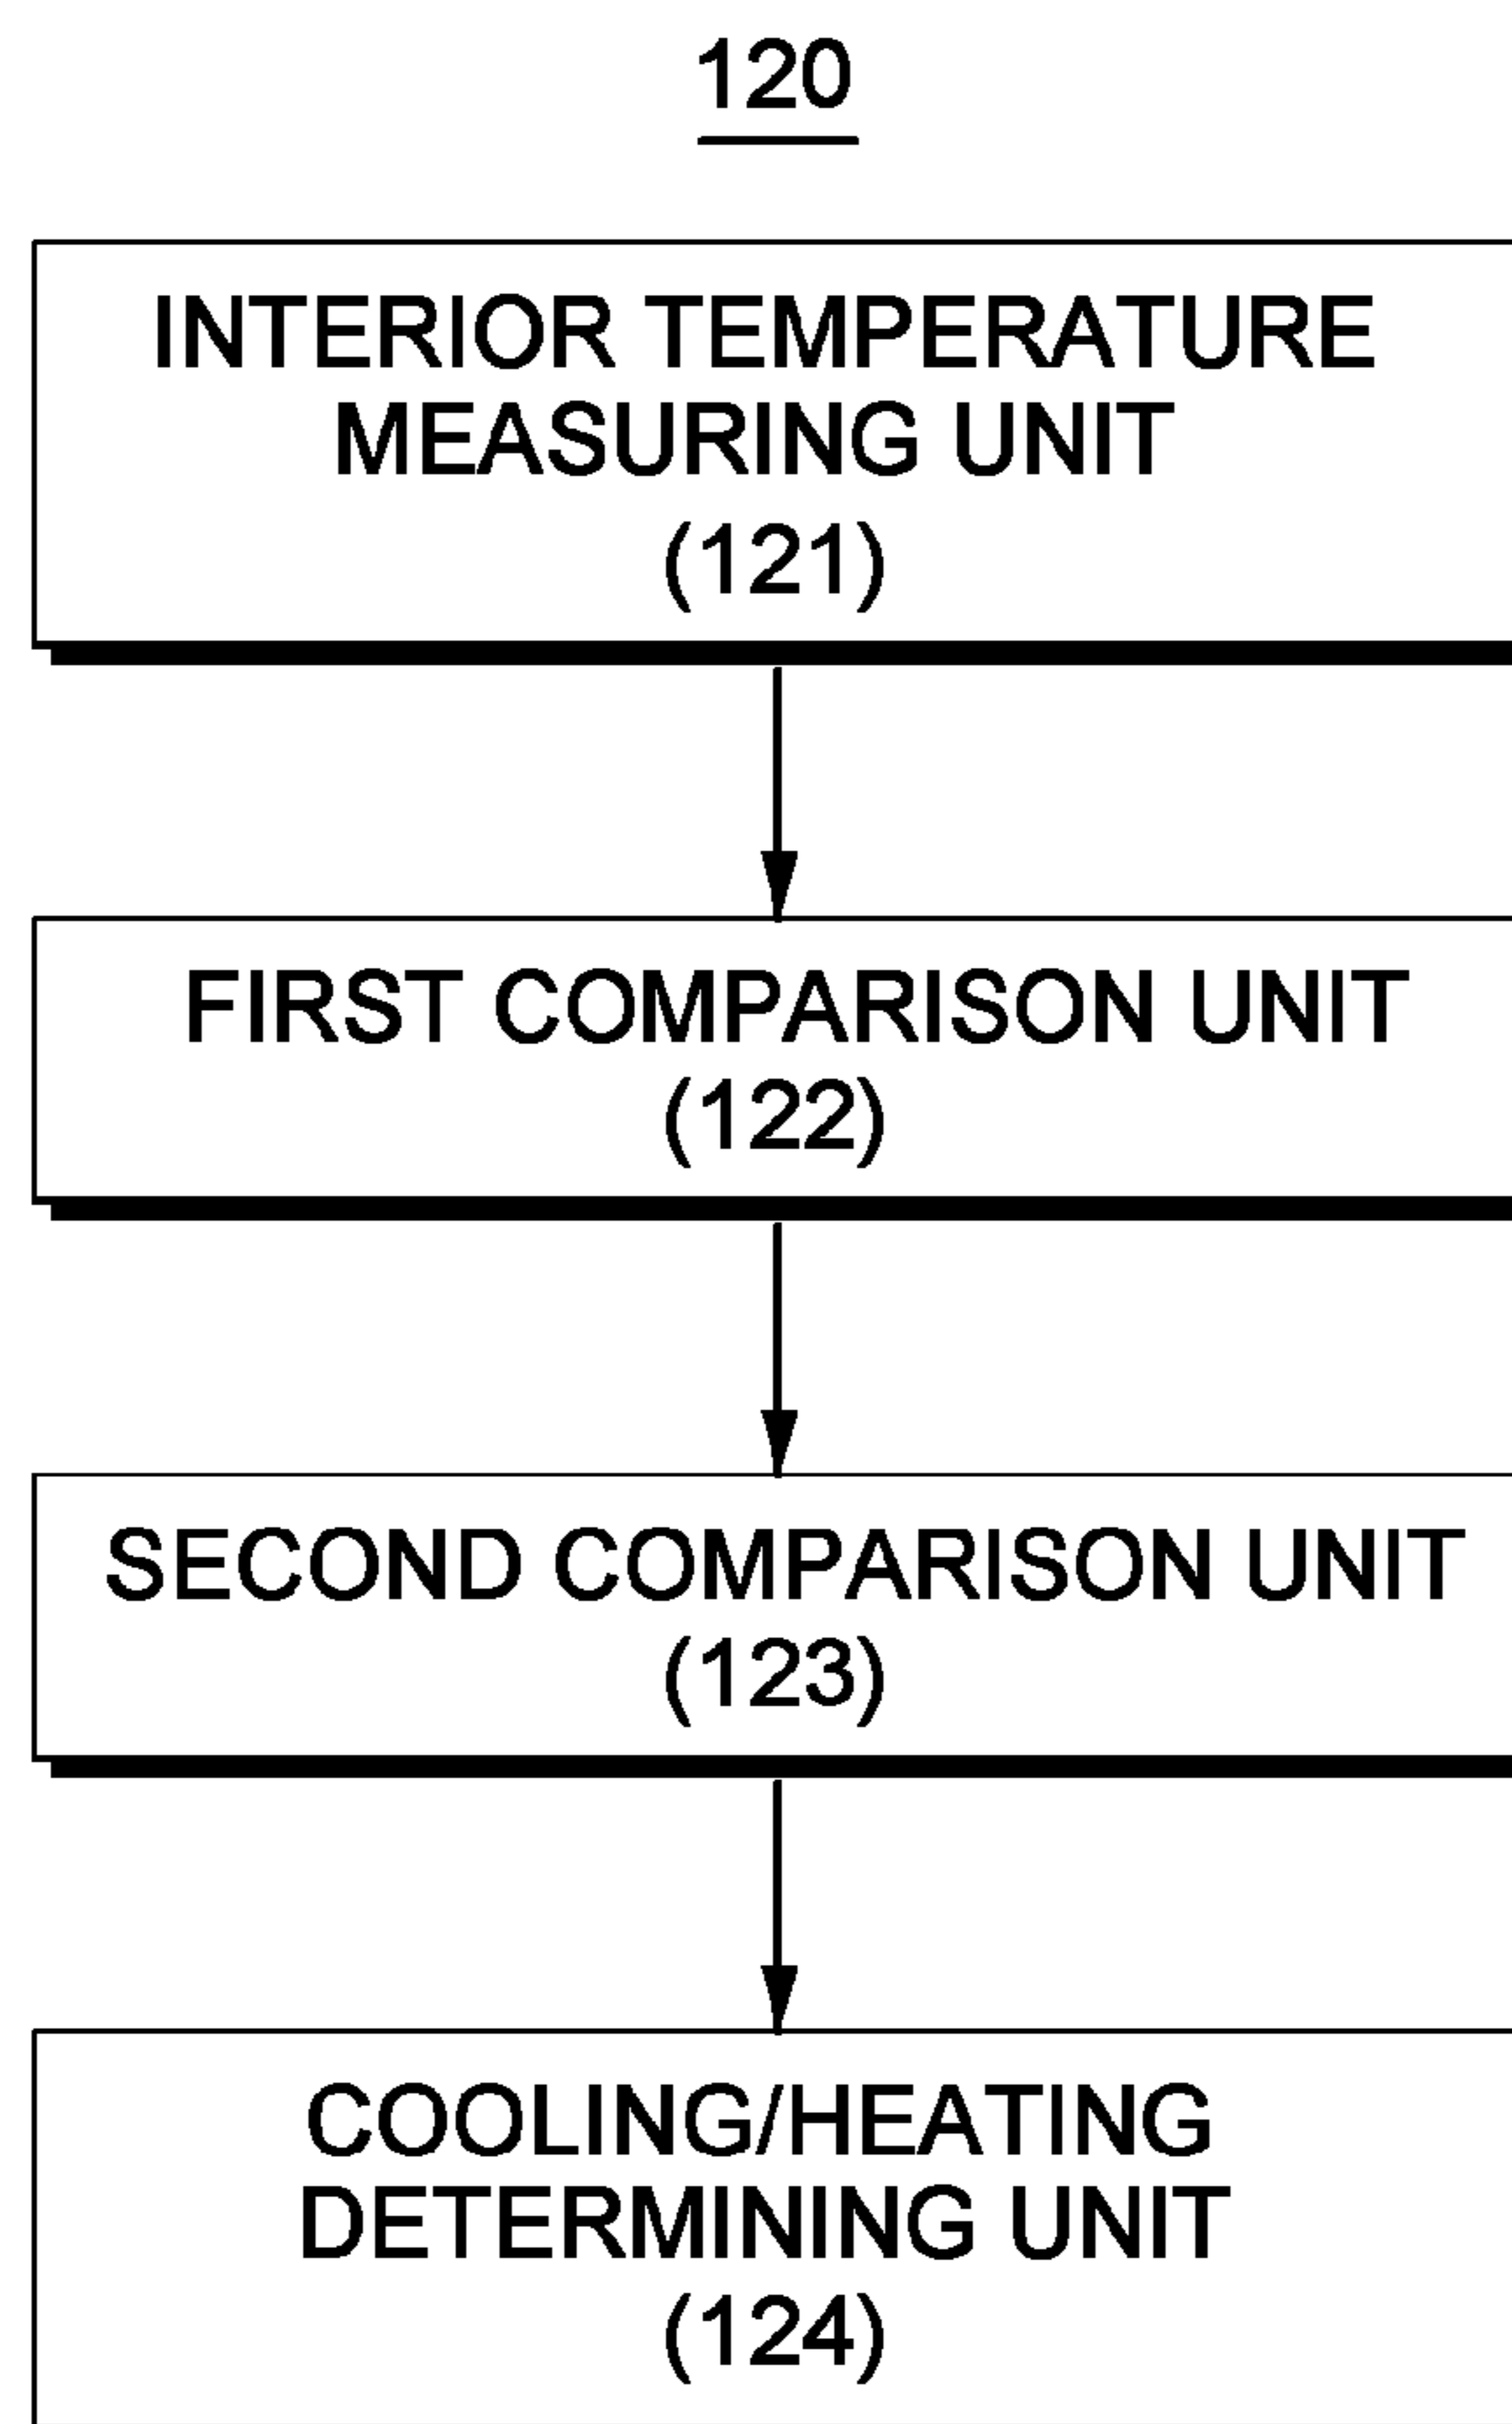 120
INTERIOR TEMPERATURE
MEASURING UNIT
(121)
FIRST COMPARISON UNIT
(122)
SECOND COMPARISON UNIT
(123)
COOLING/HEATING
DETERMINING UNIT
(124)